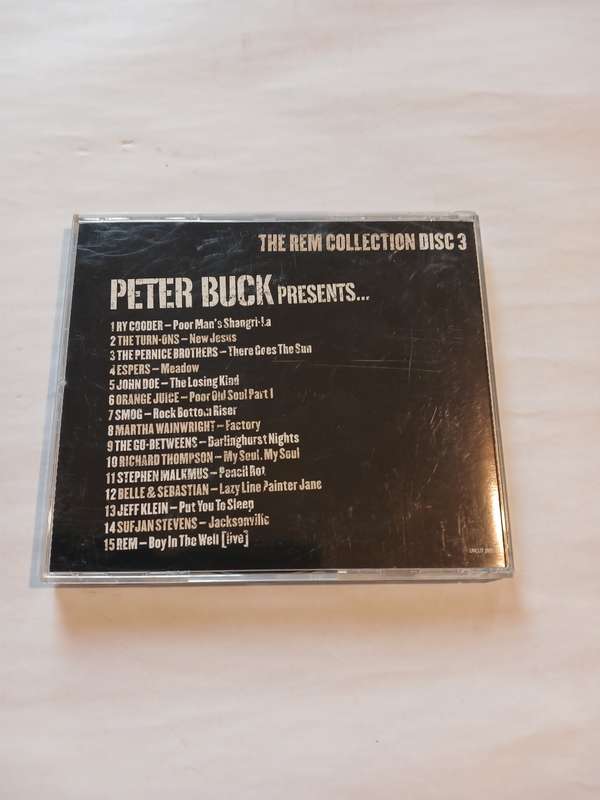 THE REM COLLECTION DISC 3
PETER BUCK PRESENTS...
1 RY COODER – Poor Man's Shangri-La
2 THE TURN-ONS – New Jesus
3 THE PERNICE BROTHERS – There Goes The Sun
4 ESPERS – Meadow
5 JOHN DOE – The Losing Kind
6 ORANGE JUICE – Poor Old Soul Part 1
7 SMOG – Rock Bottom Riser
8 MARTHA WAINWRIGHT – Factory
9 THE GO-BETWEENS – Darlinghurst Nights
10 RICHARD THOMPSON – My Soul, My Soul
11 STEPHEN MALKMUS – Pencil Rot
12 BELLE & SEBASTIAN – Lazy Line Painter Jane
13 JEFF KLEIN – Put You To Sleep
14 SUFJAN STEVENS – Jacksonville
15 REM – Boy In The Well [live]
UNCUT